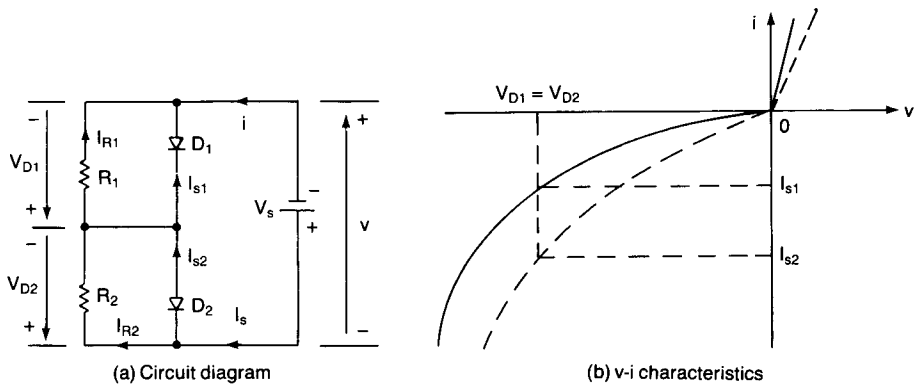 V_D1
−
+
I_R1
R_1
D_1
I_s1
i
V_s
−
+
+
v
−
V_D2
−
+
R_2
I_s2
D_2
I_R2
I_s
(a) Circuit diagram
i
V_D1 = V_D2
v
0
I_s1
I_s2
(b) v-i characteristics